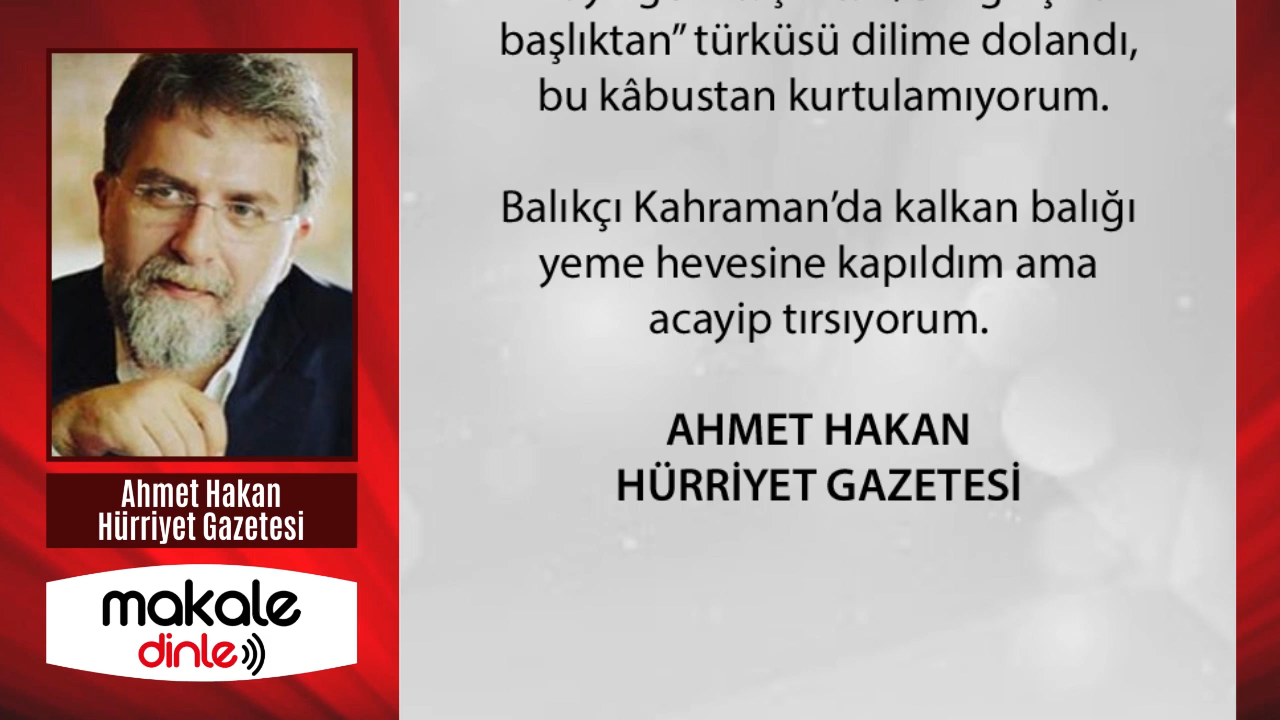 başlıktan” türküsü dilime dolandı,
bu kâbustan kurtulamıyorum.
Balıkçı Kahraman’da kalkan balığı
yeme hevesine kapıldım ama
acayip tırsıyorum.
AHMET HAKAN
HÜRRİYET GAZETESİ
Ahmet Hakan
Hürriyet Gazetesi
makale
dinle